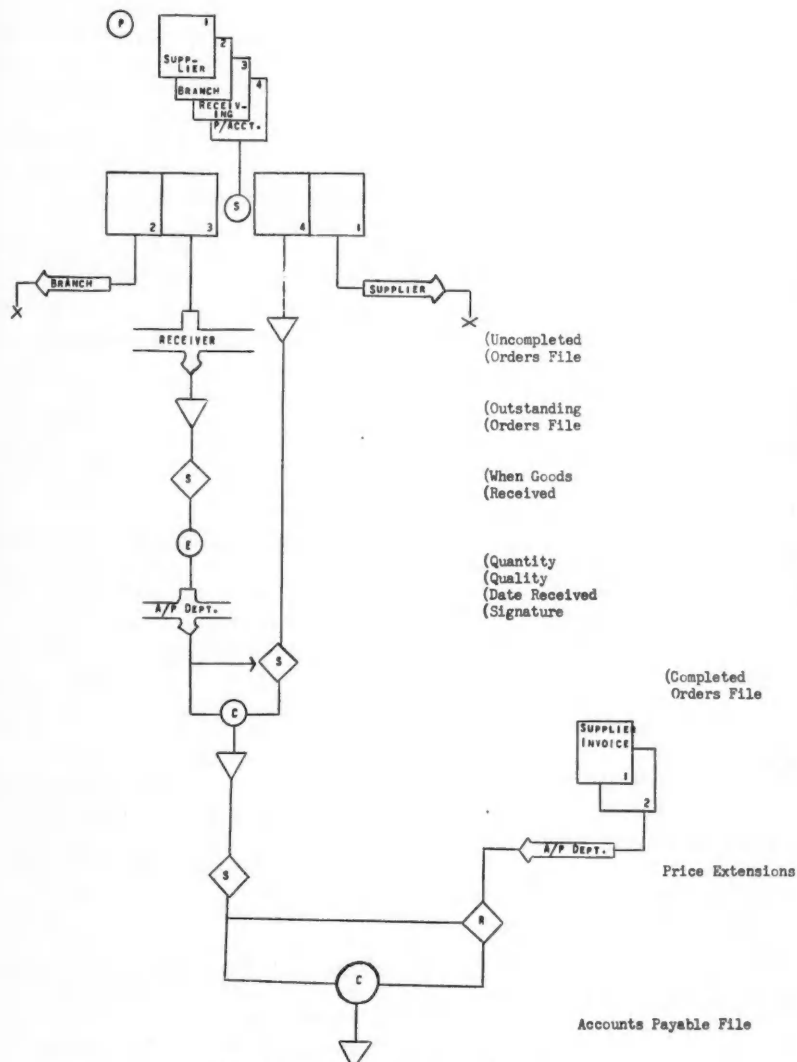 P
1
SUPP-
LIER
2
BRANCH
3
RECEIV-
ING
4
P/ACCT.
S
2
3
4
1
BRANCH
SUPPLIER
X
X
RECEIVER
(Uncompleted
(Orders File
(Outstanding
(Orders File
S
(When Goods
(Received
E
(Quantity
(Quality
(Date Received
(Signature
A/P DEPT.
S
C
(Completed
Orders File
SUPPLIER
INVOICE
1
2
A/P DEPT.
Price Extensions
S
R
C
Accounts Payable File